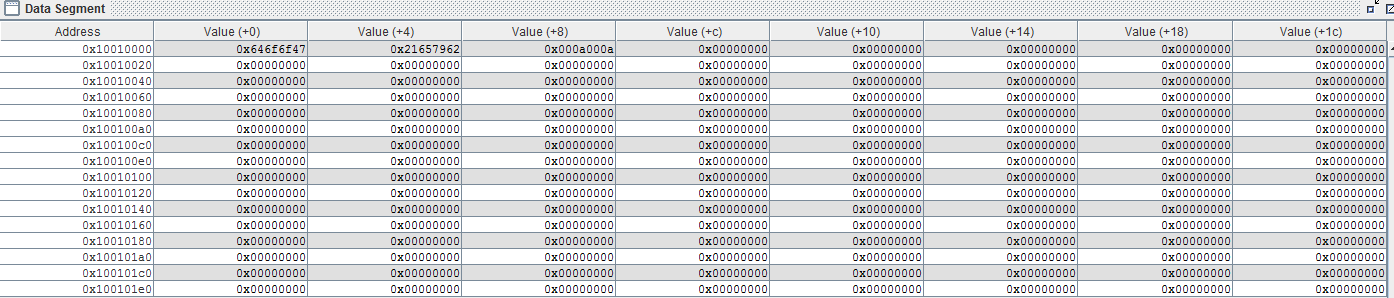 Data Segment
Address Value (+0) Value (+4) Value (+8) Value (+c) Value (+10) Value (+14) Value (+18) Value (+1c)
0x10010000 0x646f6f47 0x21657962 0x000a000a 0x00000000 0x00000000 0x00000000 0x00000000 0x00000000
0x10010020 0x00000000 0x00000000 0x00000000 0x00000000 0x00000000 0x00000000 0x00000000 0x00000000
0x10010040 0x00000000 0x00000000 0x00000000 0x00000000 0x00000000 0x00000000 0x00000000 0x00000000
0x10010060 0x00000000 0x00000000 0x00000000 0x00000000 0x00000000 0x00000000 0x00000000 0x00000000
0x10010080 0x00000000 0x00000000 0x00000000 0x00000000 0x00000000 0x00000000 0x00000000 0x00000000
0x100100a0 0x00000000 0x00000000 0x00000000 0x00000000 0x00000000 0x00000000 0x00000000 0x00000000
0x100100c0 0x00000000 0x00000000 0x00000000 0x00000000 0x00000000 0x00000000 0x00000000 0x00000000
0x100100e0 0x00000000 0x00000000 0x00000000 0x00000000 0x00000000 0x00000000 0x00000000 0x00000000
0x10010100 0x00000000 0x00000000 0x00000000 0x00000000 0x00000000 0x00000000 0x00000000 0x00000000
0x10010120 0x00000000 0x00000000 0x00000000 0x00000000 0x00000000 0x00000000 0x00000000 0x00000000
0x10010140 0x00000000 0x00000000 0x00000000 0x00000000 0x00000000 0x00000000 0x00000000 0x00000000
0x10010160 0x00000000 0x00000000 0x00000000 0x00000000 0x00000000 0x00000000 0x00000000 0x00000000
0x10010180 0x00000000 0x00000000 0x00000000 0x00000000 0x00000000 0x00000000 0x00000000 0x00000000
0x100101a0 0x00000000 0x00000000 0x00000000 0x00000000 0x00000000 0x00000000 0x00000000 0x00000000
0x100101c0 0x00000000 0x00000000 0x00000000 0x00000000 0x00000000 0x00000000 0x00000000 0x00000000
0x100101e0 0x00000000 0x00000000 0x00000000 0x00000000 0x00000000 0x00000000 0x00000000 0x00000000